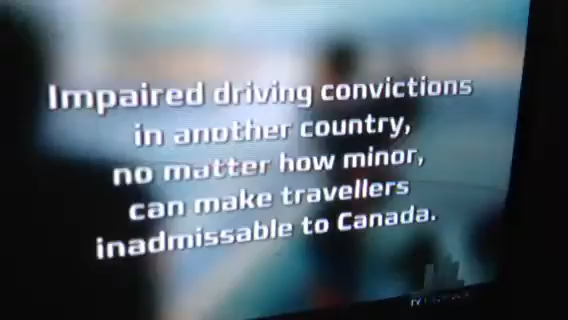 Impaired driving convictions
in another country,
no matter how minor,
can make travellers
inadmissable to Canada.